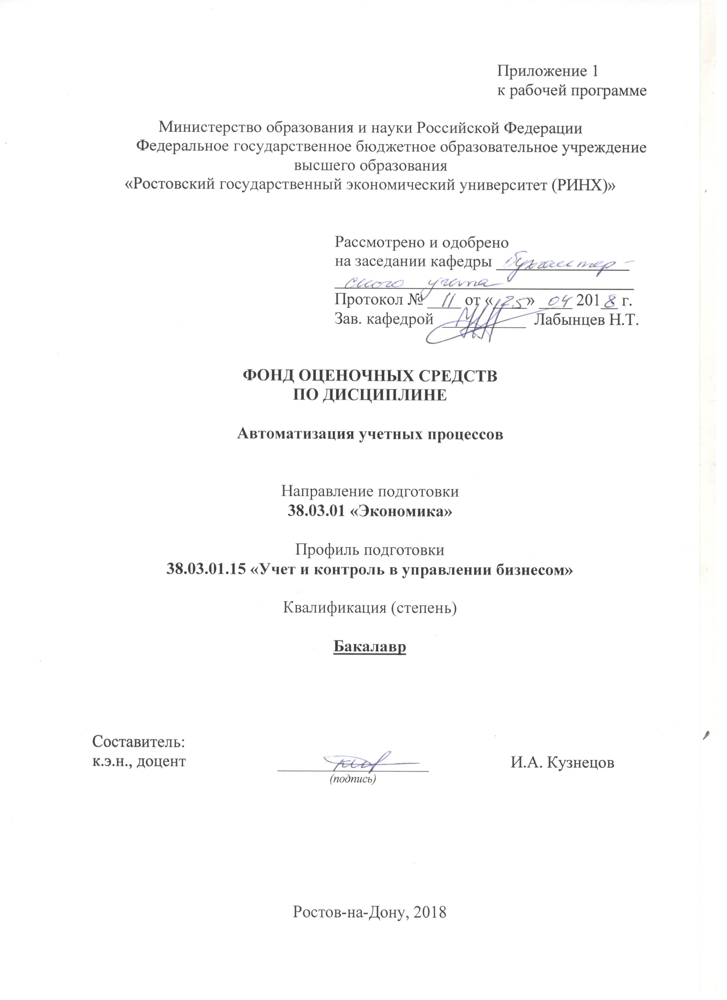 Приложение 1
к рабочей программе
Министерство образования и науки Российской Федерации
Федеральное государственное бюджетное образовательное учреждение
высшего образования
«Ростовский государственный экономический университет (РИНХ)»
Рассмотрено и одобрено
на заседании кафедры бухгалтер-
ского учета
Протокол № 11 от «25» 04 2018 г.
Зав. кафедрой Лабынцев Н.Т.
ФОНД ОЦЕНОЧНЫХ СРЕДСТВ
ПО ДИСЦИПЛИНЕ
Автоматизация учетных процессов
Направление подготовки
38.03.01 «Экономика»
Профиль подготовки
38.03.01.15 «Учет и контроль в управлении бизнесом»
Квалификация (степень)
Бакалавр
Составитель:
к.э.н., доцент И.А. Кузнецов
(подпись)
Ростов-на-Дону, 2018